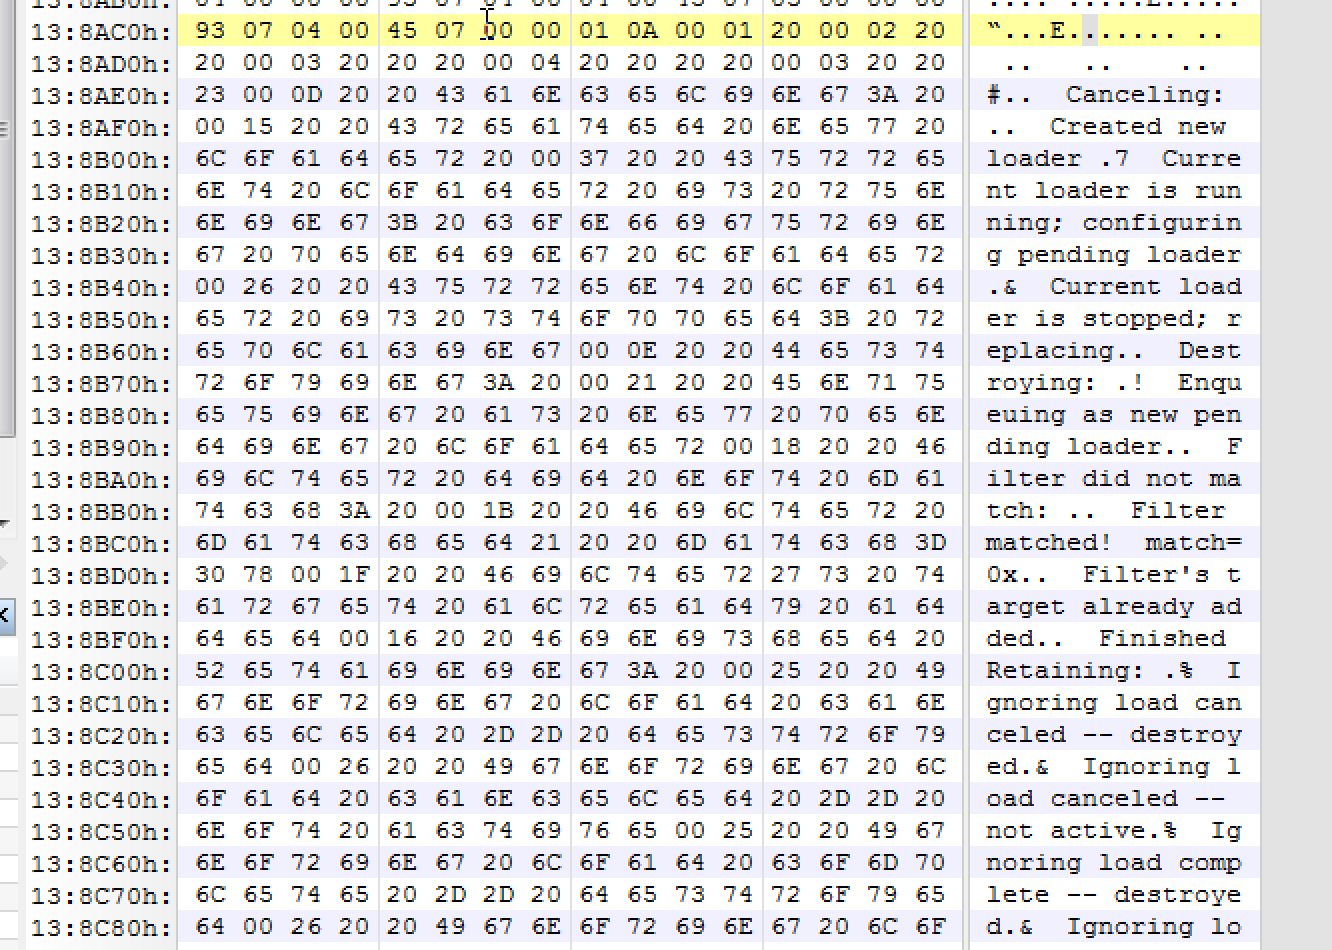 13:8AC0h: 93 07 04 00 45 07 00 00 01 0A 00 01 20 00 02 20 “...E....... ..
13:8AD0h: 20 00 03 20 20 20 00 04 20 20 20 20 00 03 20 20  ..   ..    ..
13:8AE0h: 23 00 0D 20 20 43 61 6E 63 65 6C 69 6E 67 3A 20 #..  Canceling:
13:8AF0h: 00 15 20 20 43 72 65 61 74 65 64 20 6E 65 77 20 ..  Created new
13:8B00h: 6C 6F 61 64 65 72 20 00 37 20 20 43 75 72 72 65 loader .7  Curre
13:8B10h: 6E 74 20 6C 6F 61 64 65 72 20 69 73 20 72 75 6E nt loader is run
13:8B20h: 6E 69 6E 67 3B 20 63 6F 6E 66 69 67 75 72 69 6E ning; configurin
13:8B30h: 67 20 70 65 6E 64 69 6E 67 20 6C 6F 61 64 65 72 g pending loader
13:8B40h: 00 26 20 20 43 75 72 72 65 6E 74 20 6C 6F 61 64 .&  Current load
13:8B50h: 65 72 20 69 73 20 73 74 6F 70 70 65 64 3B 20 72 er is stopped; r
13:8B60h: 65 70 6C 61 63 69 6E 67 00 0E 20 20 44 65 73 74 eplacing..  Dest
13:8B70h: 72 6F 79 69 6E 67 3A 20 00 21 20 20 45 6E 71 75 roying: .!  Enqu
13:8B80h: 65 75 69 6E 67 20 61 73 20 6E 65 77 20 70 65 6E euing as new pen
13:8B90h: 64 69 6E 67 20 6C 6F 61 64 65 72 00 18 20 20 46 ding loader..  F
13:8BA0h: 69 6C 74 65 72 20 64 69 64 20 6E 6F 74 20 6D 61 ilter did not ma
13:8BB0h: 74 63 68 3A 20 00 1B 20 20 46 69 6C 74 65 72 20 tch: ..  Filter
13:8BC0h: 6D 61 74 63 68 65 64 21 20 20 6D 61 74 63 68 3D matched!  match=
13:8BD0h: 30 78 00 1F 20 20 46 69 6C 74 65 72 27 73 20 74 0x..  Filter's t
13:8BE0h: 61 72 67 65 74 20 61 6C 72 65 61 64 79 20 61 64 arget already ad
13:8BF0h: 64 65 64 00 16 20 20 46 69 6E 69 73 68 65 64 20 ded..  Finished
13:8C00h: 52 65 74 61 69 6E 69 6E 67 3A 20 00 25 20 20 49 Retaining: .%  I
13:8C10h: 67 6E 6F 72 69 6E 67 20 6C 6F 61 64 20 63 61 6E gnoring load can
13:8C20h: 63 65 6C 65 64 20 2D 2D 20 64 65 73 74 72 6F 79 celed -- destroy
13:8C30h: 65 64 00 26 20 20 49 67 6E 6F 72 69 6E 67 20 6C ed.&  Ignoring l
13:8C40h: 6F 61 64 20 63 61 6E 63 65 6C 65 64 20 2D 2D 20 oad canceled --
13:8C50h: 6E 6F 74 20 61 63 74 69 76 65 00 25 20 20 49 67 not active.%  Ig
13:8C60h: 6E 6F 72 69 6E 67 20 6C 6F 61 64 20 63 6F 6D 70 noring load comp
13:8C70h: 6C 65 74 65 20 2D 2D 20 64 65 73 74 72 6F 79 65 lete -- destroye
13:8C80h: 64 00 26 20 20 49 67 6E 6F 72 69 6E 67 20 6C 6F d.&  Ignoring lo